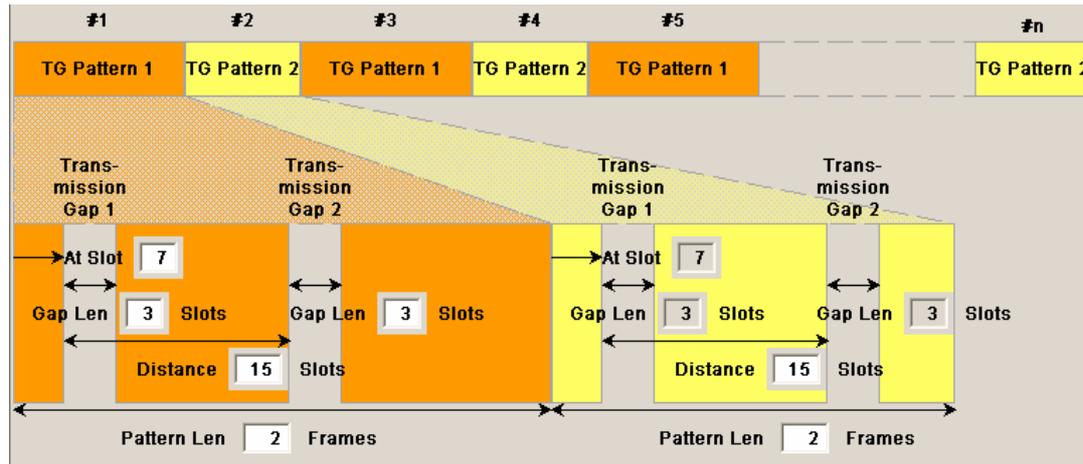 #1 #2 #3 #4 #5 #n
TG Pattern 1 TG Pattern 2 TG Pattern 1 TG Pattern 2 TG Pattern 1 TG Pattern 2
Trans-
mission
Gap 1
Trans-
mission
Gap 2
Trans-
mission
Gap 1
Trans-
mission
Gap 2
At Slot 7
Gap Len 3 Slots
Gap Len 3 Slots
Distance 15 Slots
Pattern Len 2 Frames
At Slot 7
Gap Len 3 Slots
Gap Len 3 Slots
Distance 15 Slots
Pattern Len 2 Frames